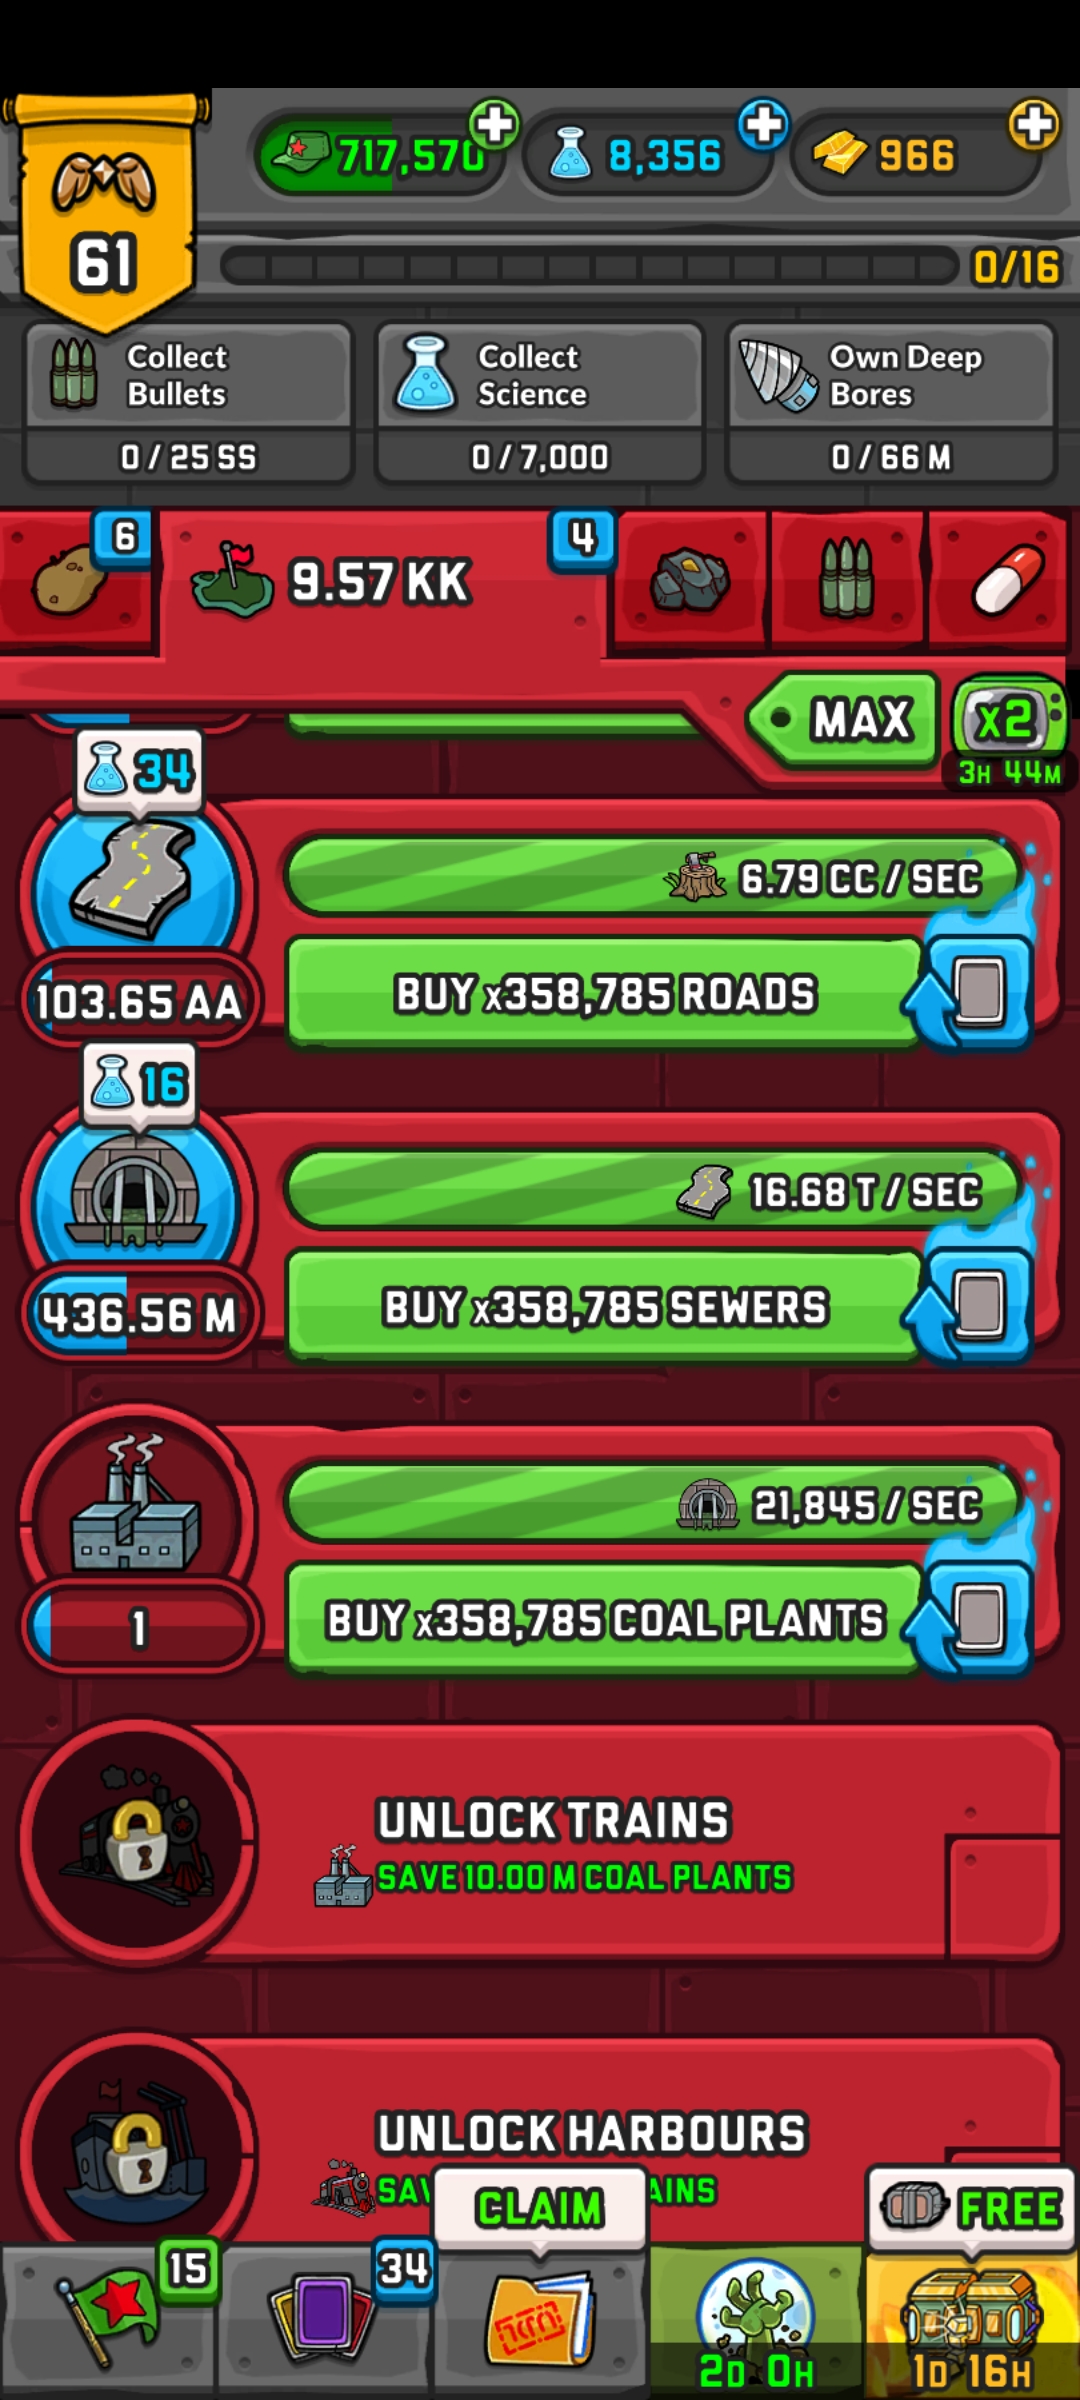 717,570
8,356
966
61
0/16
Collect
Bullets
0 / 25 SS
Collect
Science
0 / 7,000
Own Deep
Bores
0 / 66 M
6
9.57 KK
4
MAX
x2
3H 44M
34
6.79 CC / SEC
103.65 AA
BUY x358,785 ROADS
16
16.68 T / SEC
436.56 M
BUY x358,785 SEWERS
21,845 / SEC
1
BUY x358,785 COAL PLANTS
UNLOCK TRAINS
SAVE 10.00 M COAL PLANTS
UNLOCK HARBOURS
CLAIM
FREE
15
34
2D 0H
1D 16H